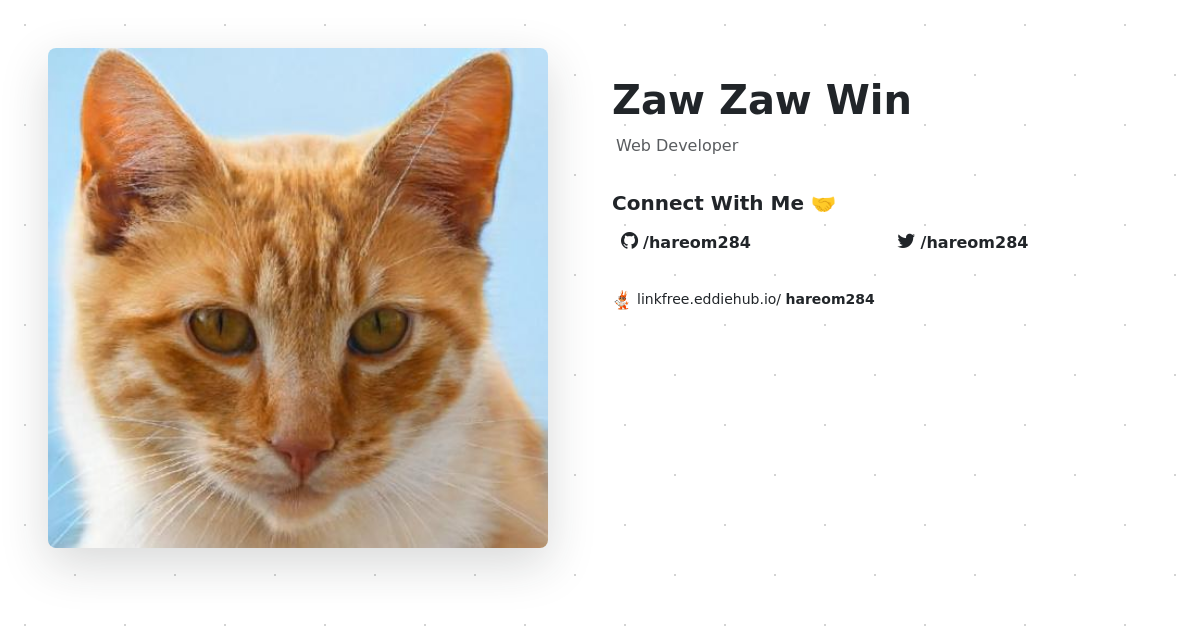 Zaw Zaw Win
Web Developer
Connect With Me 🤝
/hareom284 /hareom284
linkfree.eddiehub.io/ hareom284